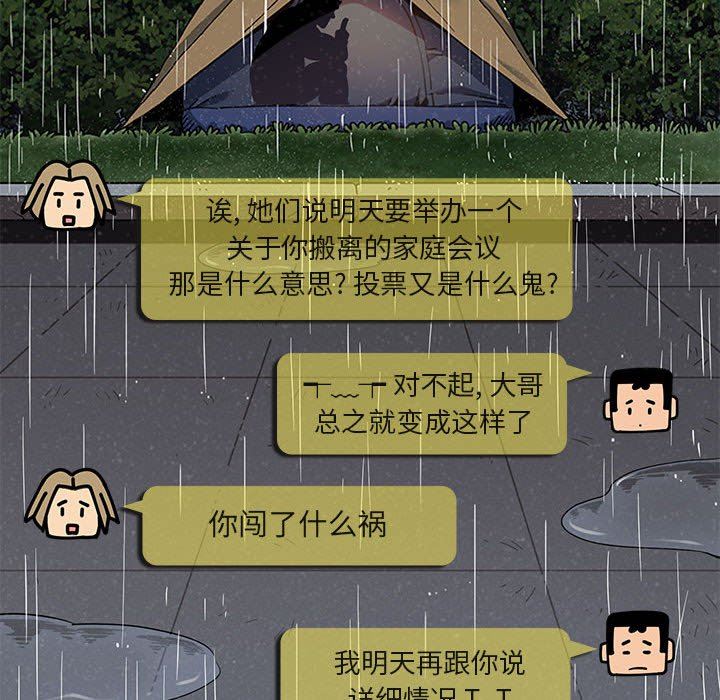 诶, 她们说明天要举办一个
关于你搬离的家庭会议
那是什么意思? 投票又是什么鬼?
┭﹏┮ 对不起, 大哥
总之就变成这样了
你闯了什么祸
我明天再跟你说
详细情况 T_T